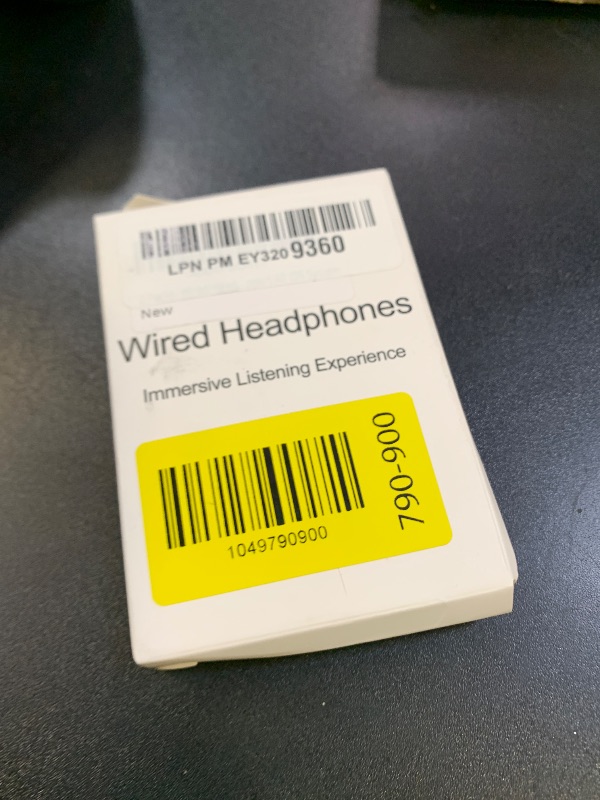 LPN PM EY3209360
New
Wired Headphones
Immersive Listening Experience
1049790900
790-900